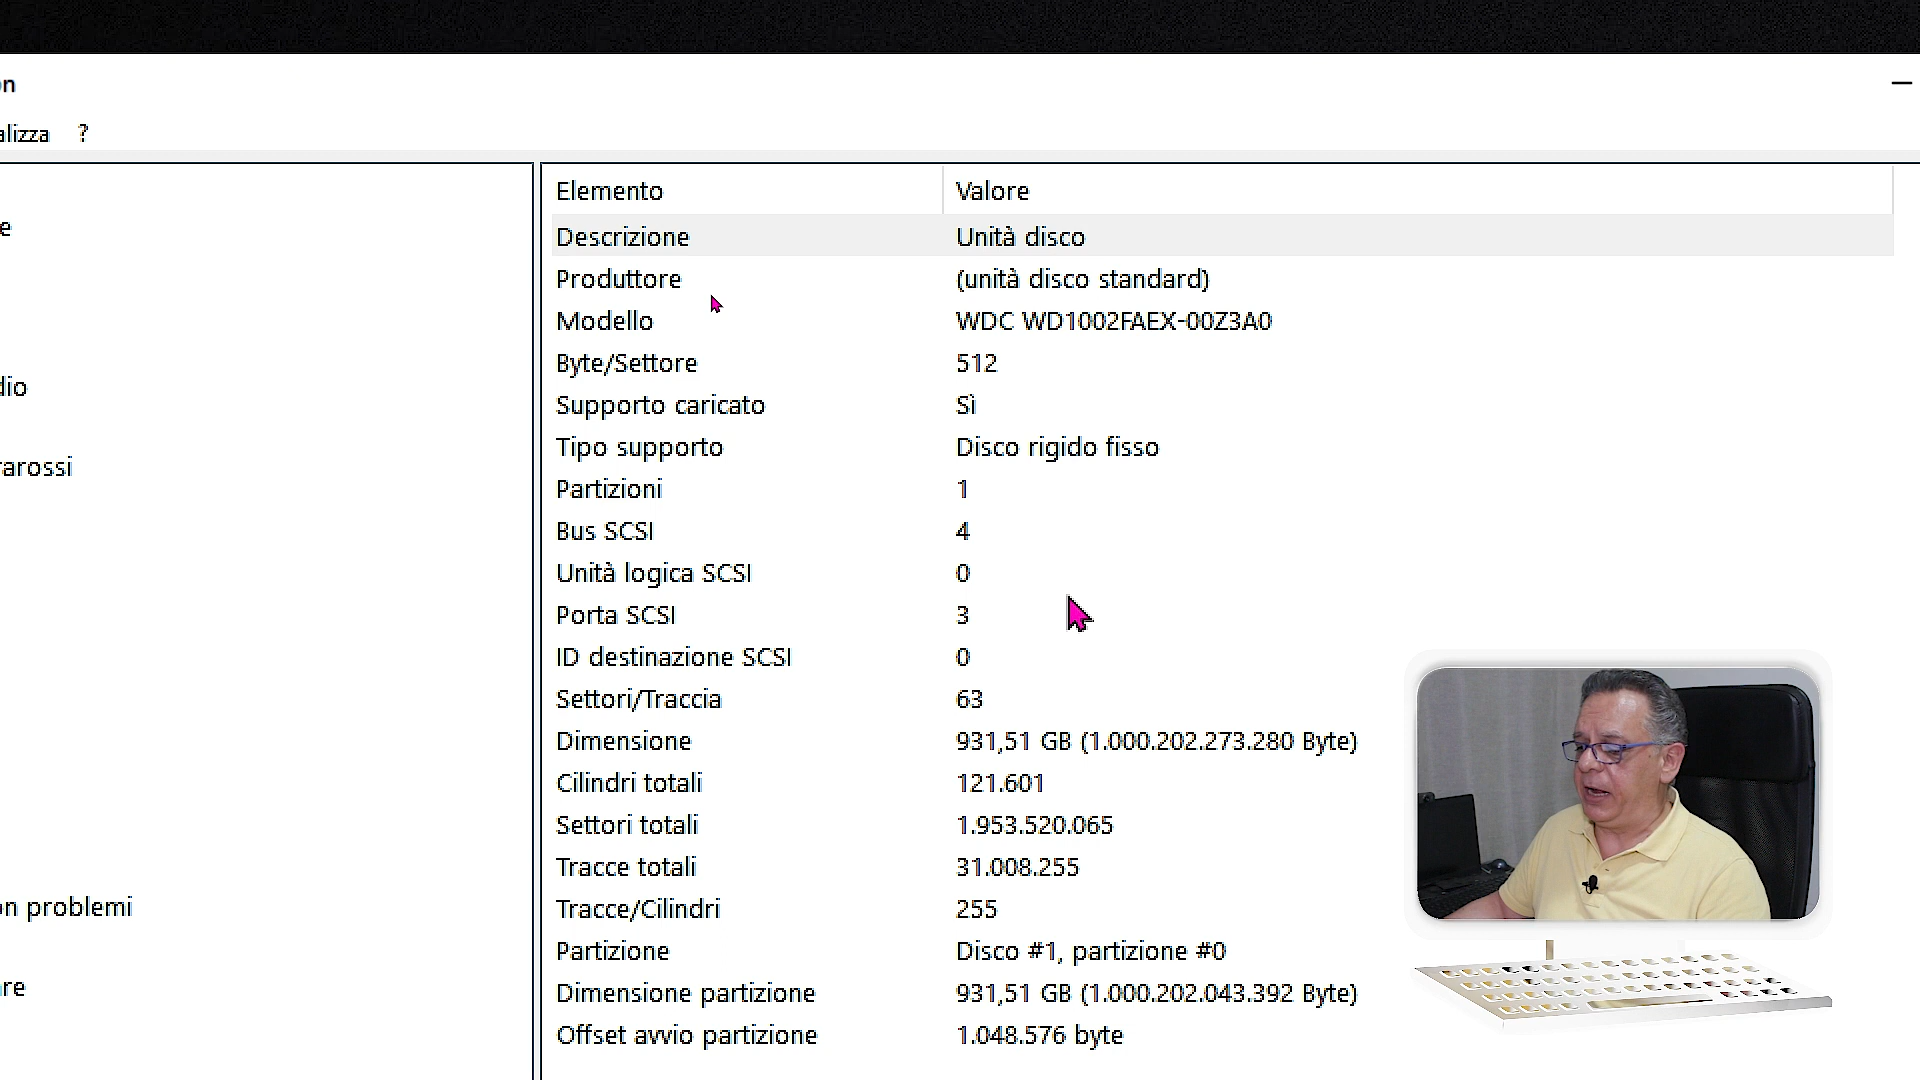 on
alizza ?
e
dio
rarossi
on problemi
are
Elemento Valore
Descrizione Unità disco
Produttore (unità disco standard)
Modello WDC WD1002FAEX-00Z3A0
Byte/Settore 512
Supporto caricato Sì
Tipo supporto Disco rigido fisso
Partizioni 1
Bus SCSI 4
Unità logica SCSI 0
Porta SCSI 3
ID destinazione SCSI 0
Settori/Traccia 63
Dimensione 931,51 GB (1.000.202.273.280 Byte)
Cilindri totali 121.601
Settori totali 1.953.520.065
Tracce totali 31.008.255
Tracce/Cilindri 255
Partizione Disco #1, partizione #0
Dimensione partizione 931,51 GB (1.000.202.043.392 Byte)
Offset avvio partizione 1.048.576 byte